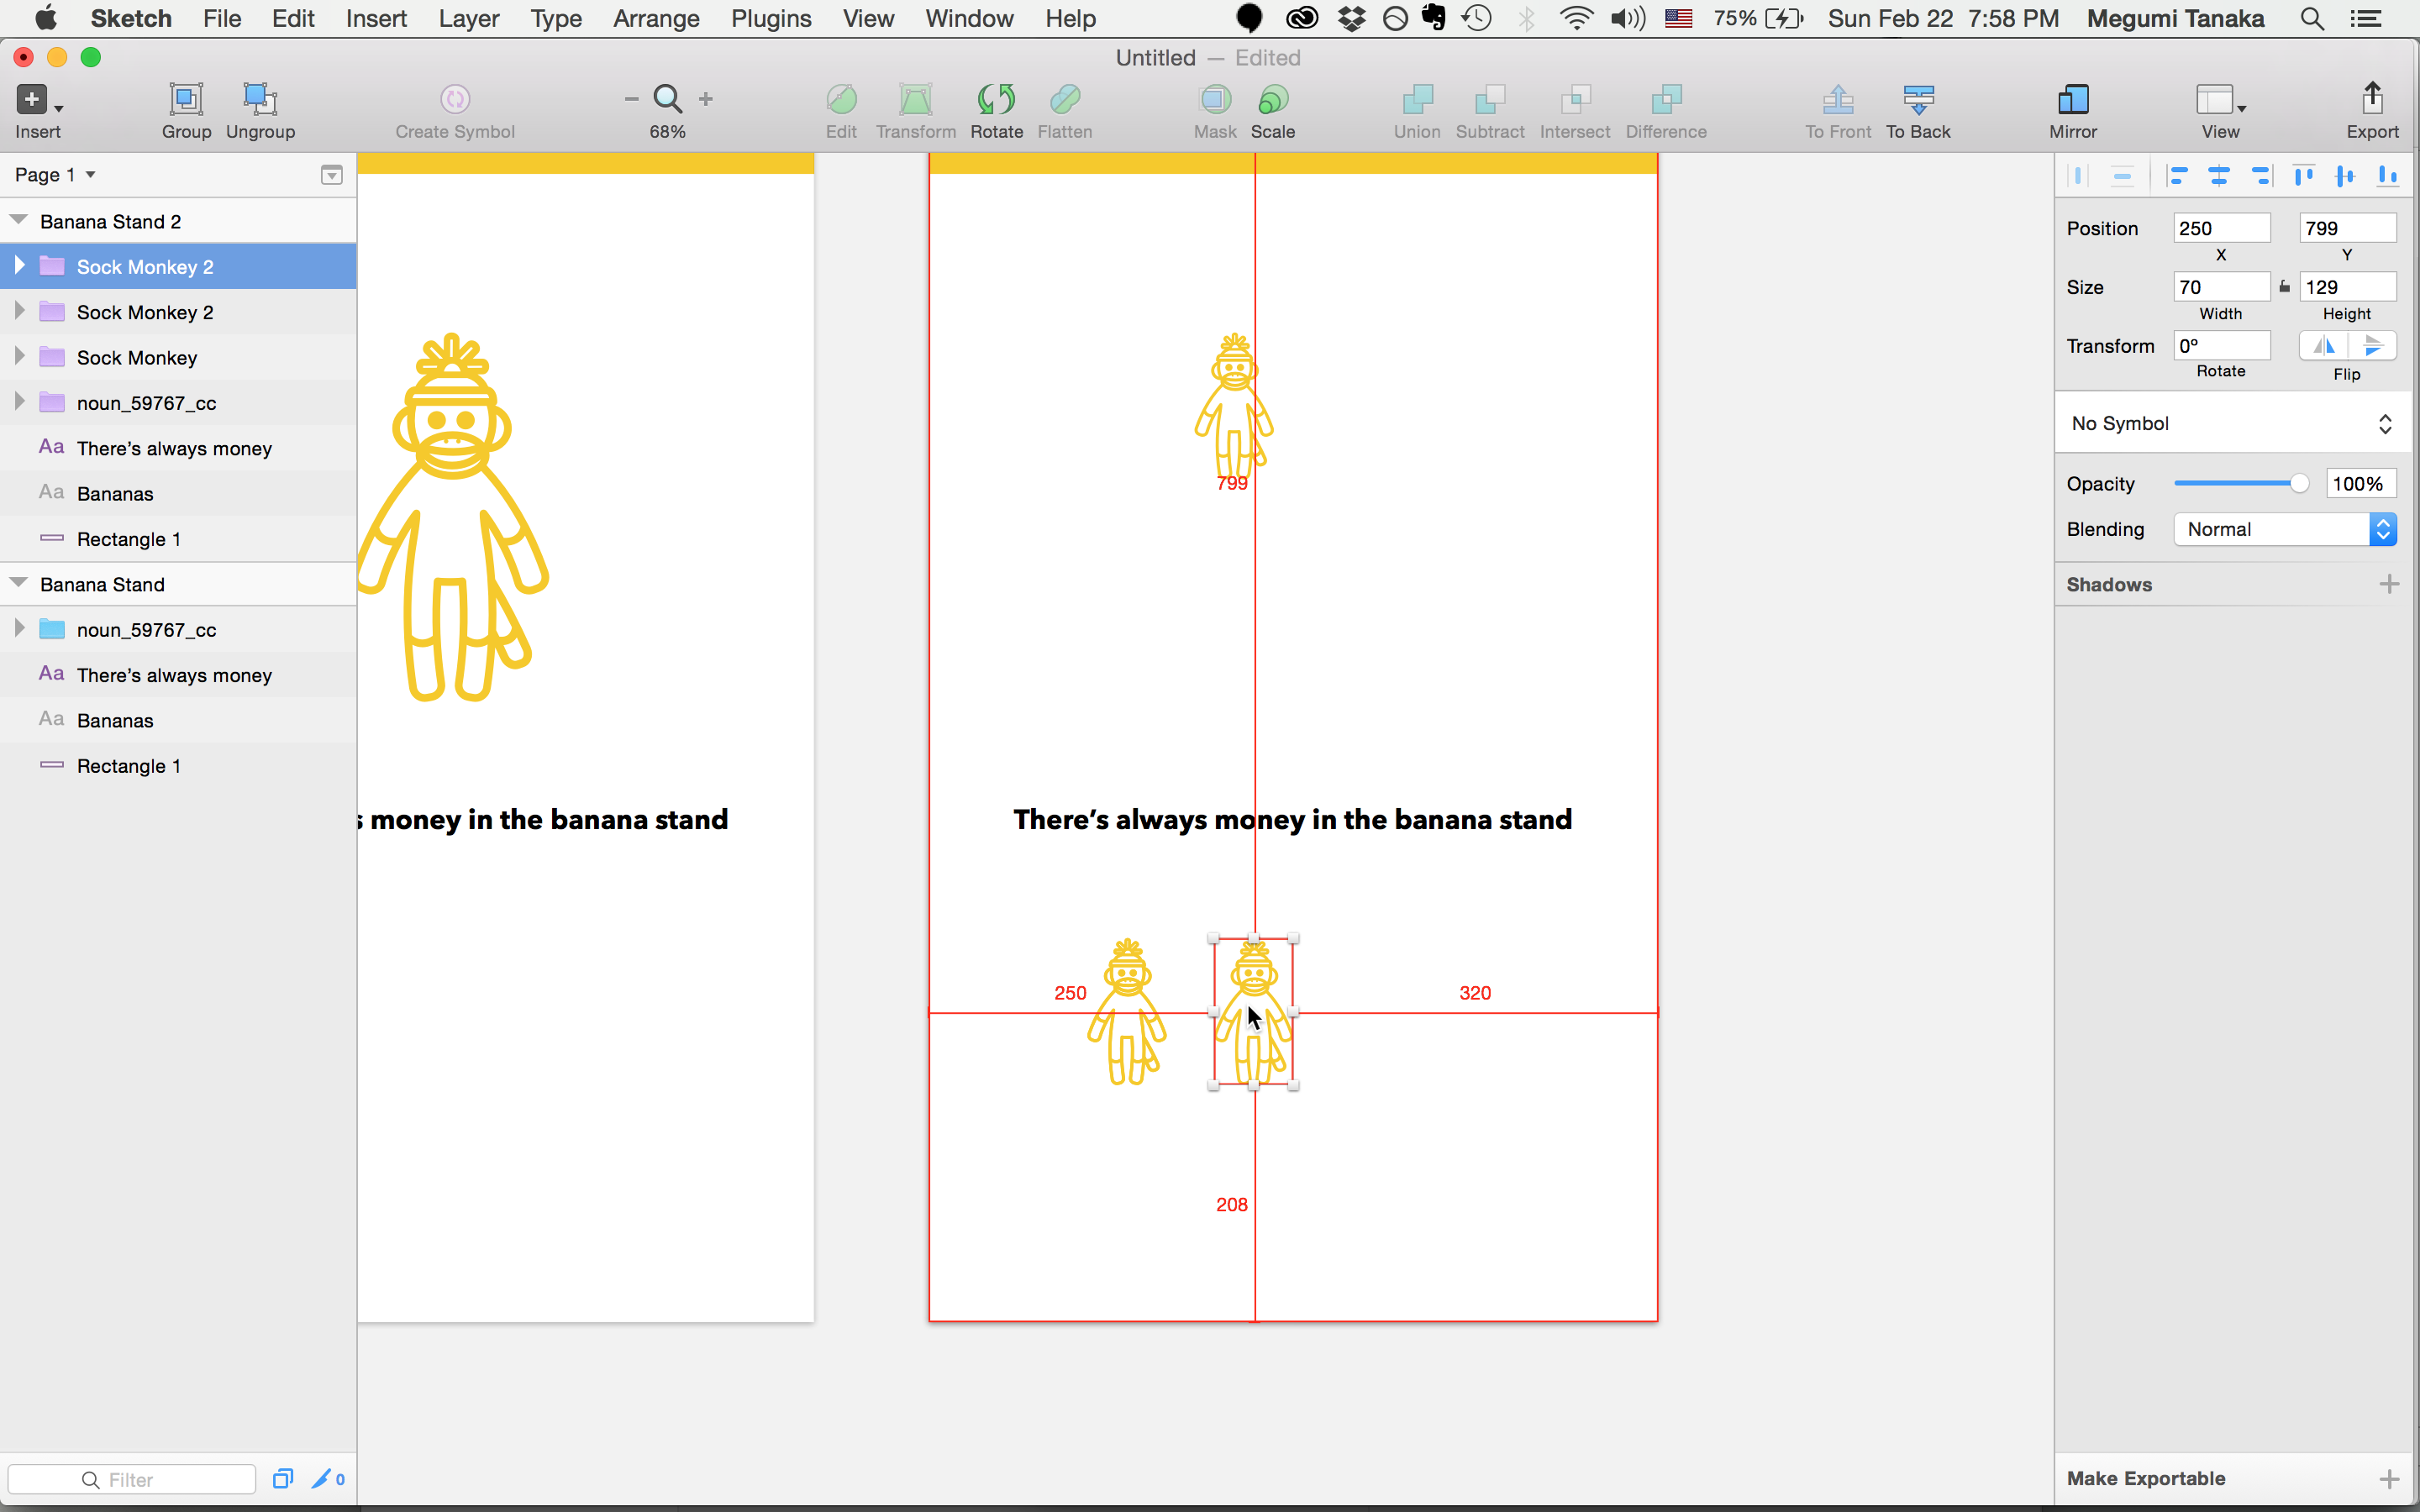 Sketch File Edit Insert Layer Type Arrange Plugins View Window Help 75% Sun Feb 22 7:58 PM Megumi Tanaka
Untitled — Edited
Insert Group Ungroup Create Symbol 68% Edit Transform Rotate Flatten Mask Scale Union Subtract Intersect Difference To Front To Back Mirror View Export
Page 1
Banana Stand 2
Sock Monkey 2
Sock Monkey 2
Sock Monkey
noun_59767_cc
Aa There’s always money
Aa Bananas
Rectangle 1
Banana Stand
noun_59767_cc
Aa There’s always money
Aa Bananas
Rectangle 1
Filter
0
799
s money in the banana stand
There’s always money in the banana stand
250
320
208
Position 250 799
X Y
Size 70 129
Width Height
Transform 0°
Rotate Flip
No Symbol
Opacity 100%
Blending Normal
Shadows
Make Exportable